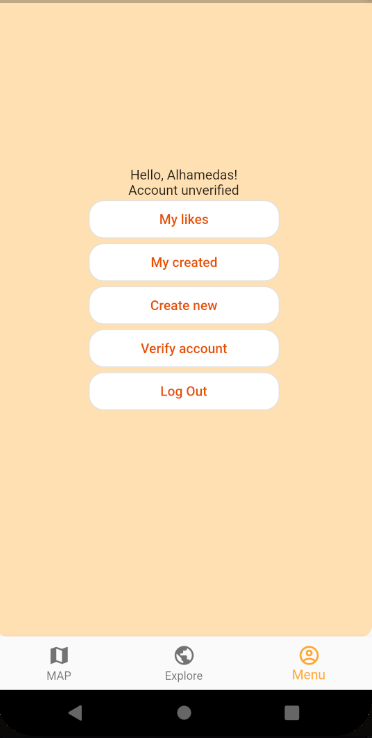 Hello, Alhamedas!
Account unverified
My likes
My created
Create new
Verify account
Log Out
MAP
Explore
Menu